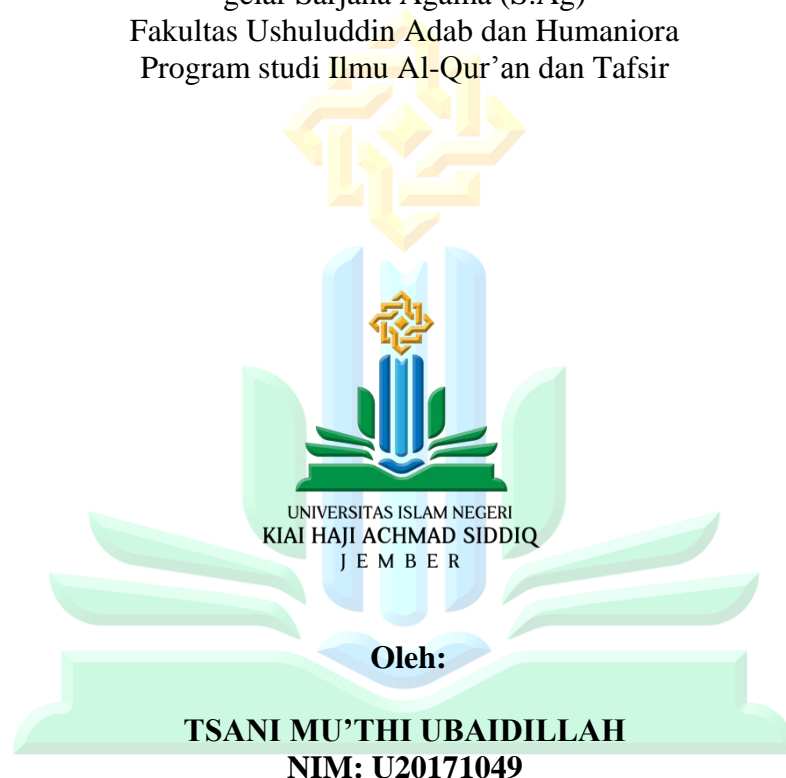 gelar Sarjana Agama (S.Ag)
Fakultas Ushuluddin Adab dan Humaniora
Program studi Ilmu Al-Qur’an dan Tafsir
UNIVERSITAS ISLAM NEGERI
KIAI HAJI ACHMAD SIDDIQ
JEMBER
Oleh:
TSANI MU’THI UBAIDILLAH
NIM: U20171049